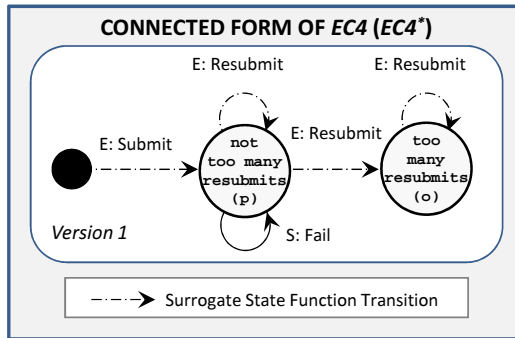 CONNECTED FORM OF EC4 (EC4*)
E: Resubmit
E: Resubmit
E: Submit
E: Resubmit
not
too many
resubmits
(p)
too
many
resubmits
(o)
Version 1
S: Fail
Surrogate State Function Transition